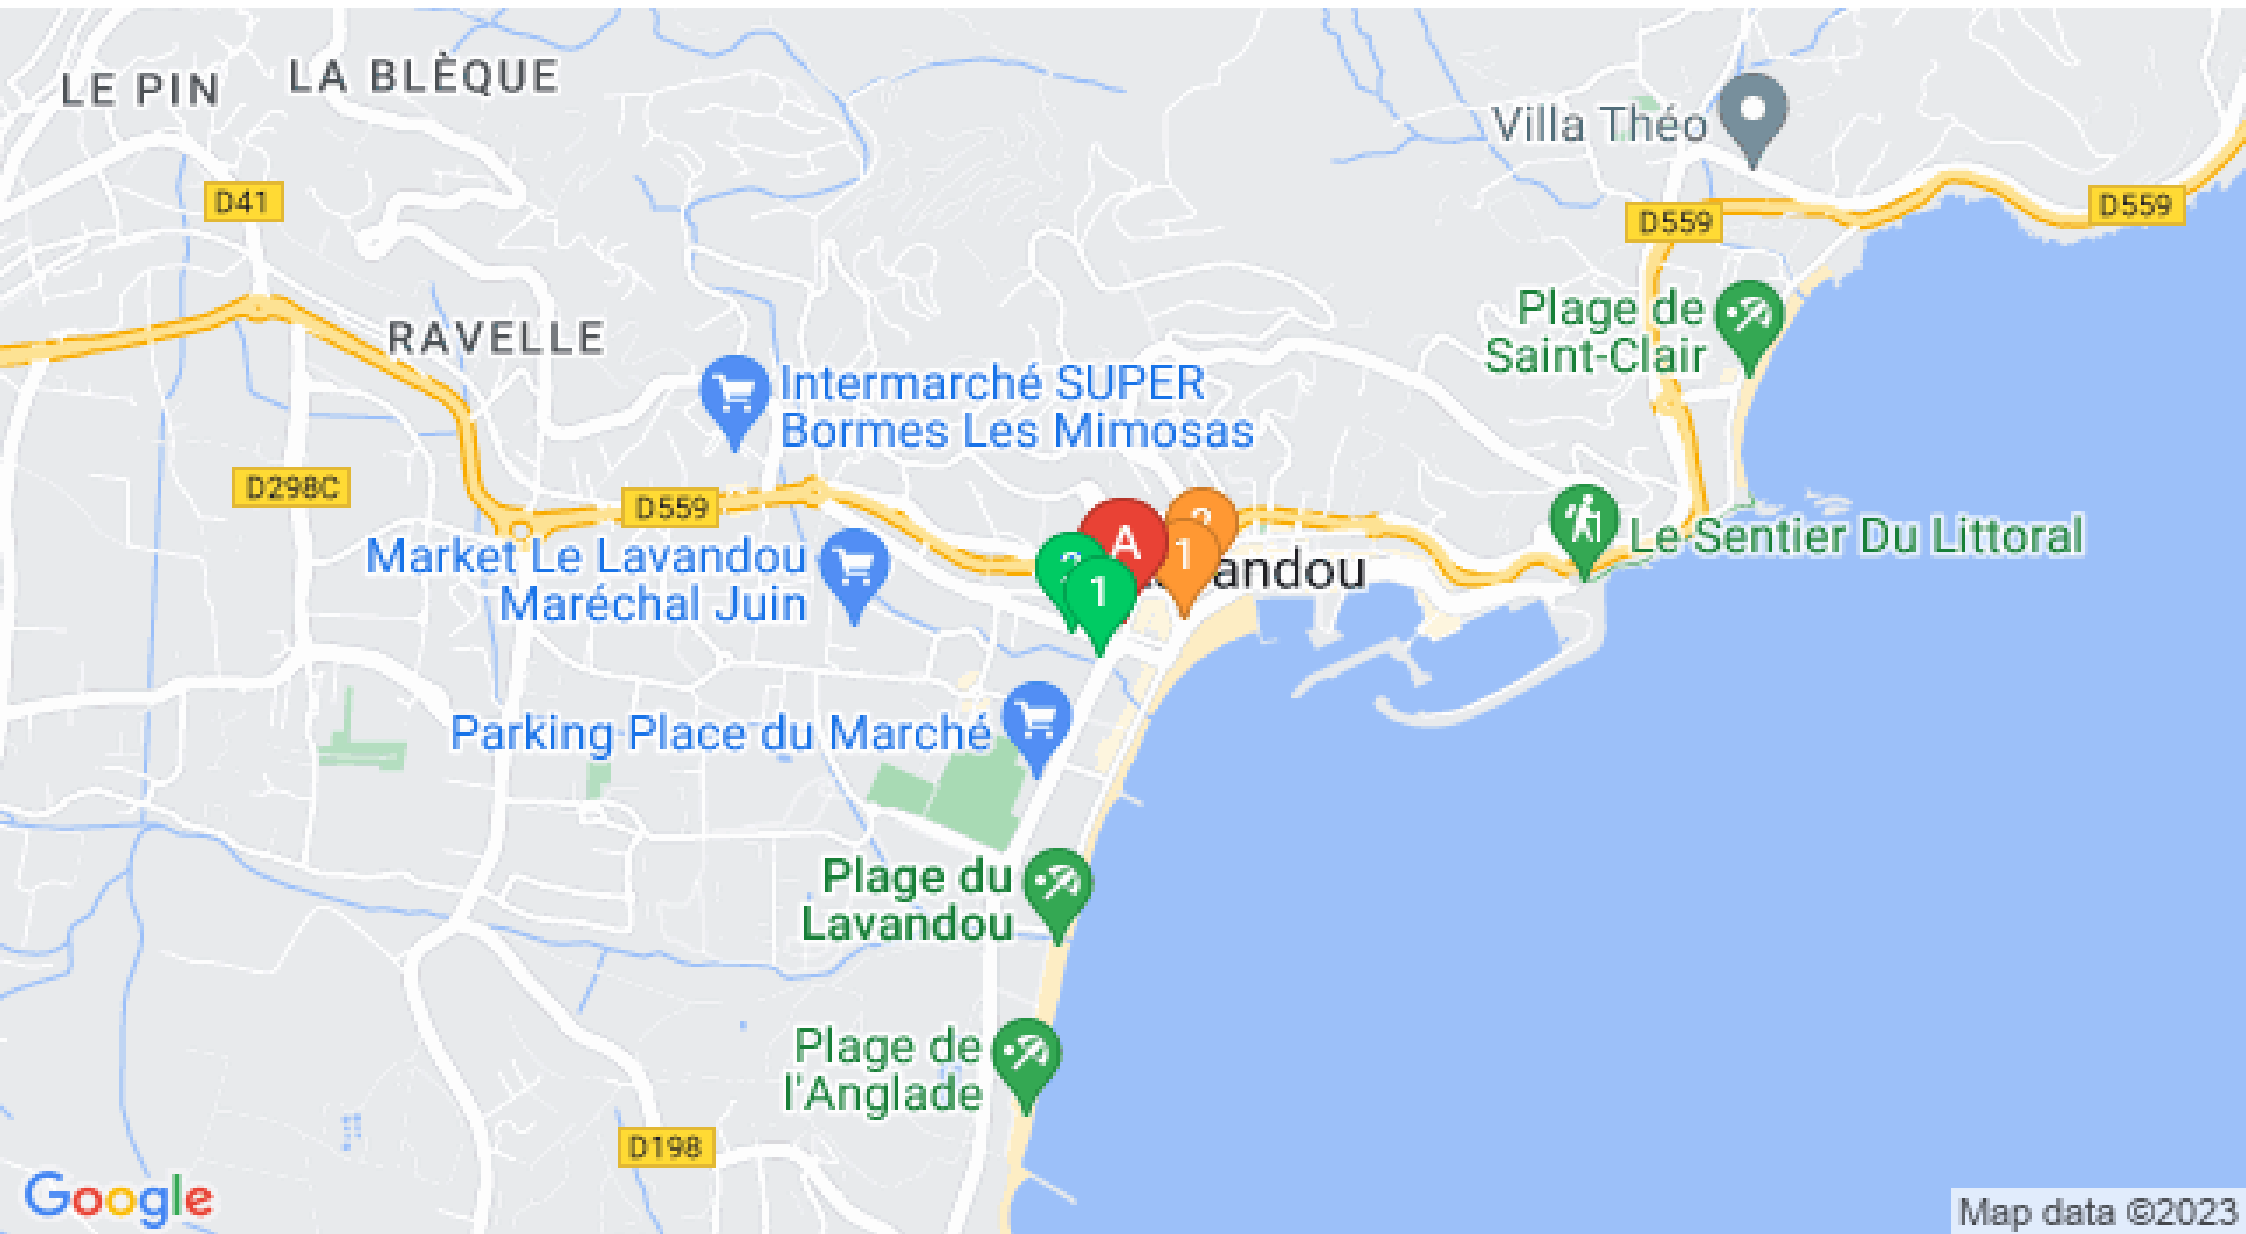 LE PIN
LA BLÈQUE
Villa Théo
D41
D559
D559
Plage de
Saint-Clair
RAVELLE
Intermarché SUPER
Bormes Les Mimosas
D298C
D559
A
1
1
andou
Le Sentier Du Littoral
Market Le Lavandou
Maréchal Juin
Parking Place du Marché
Plage du
Lavandou
Plage de
l'Anglade
D198
Google
Map data ©2023